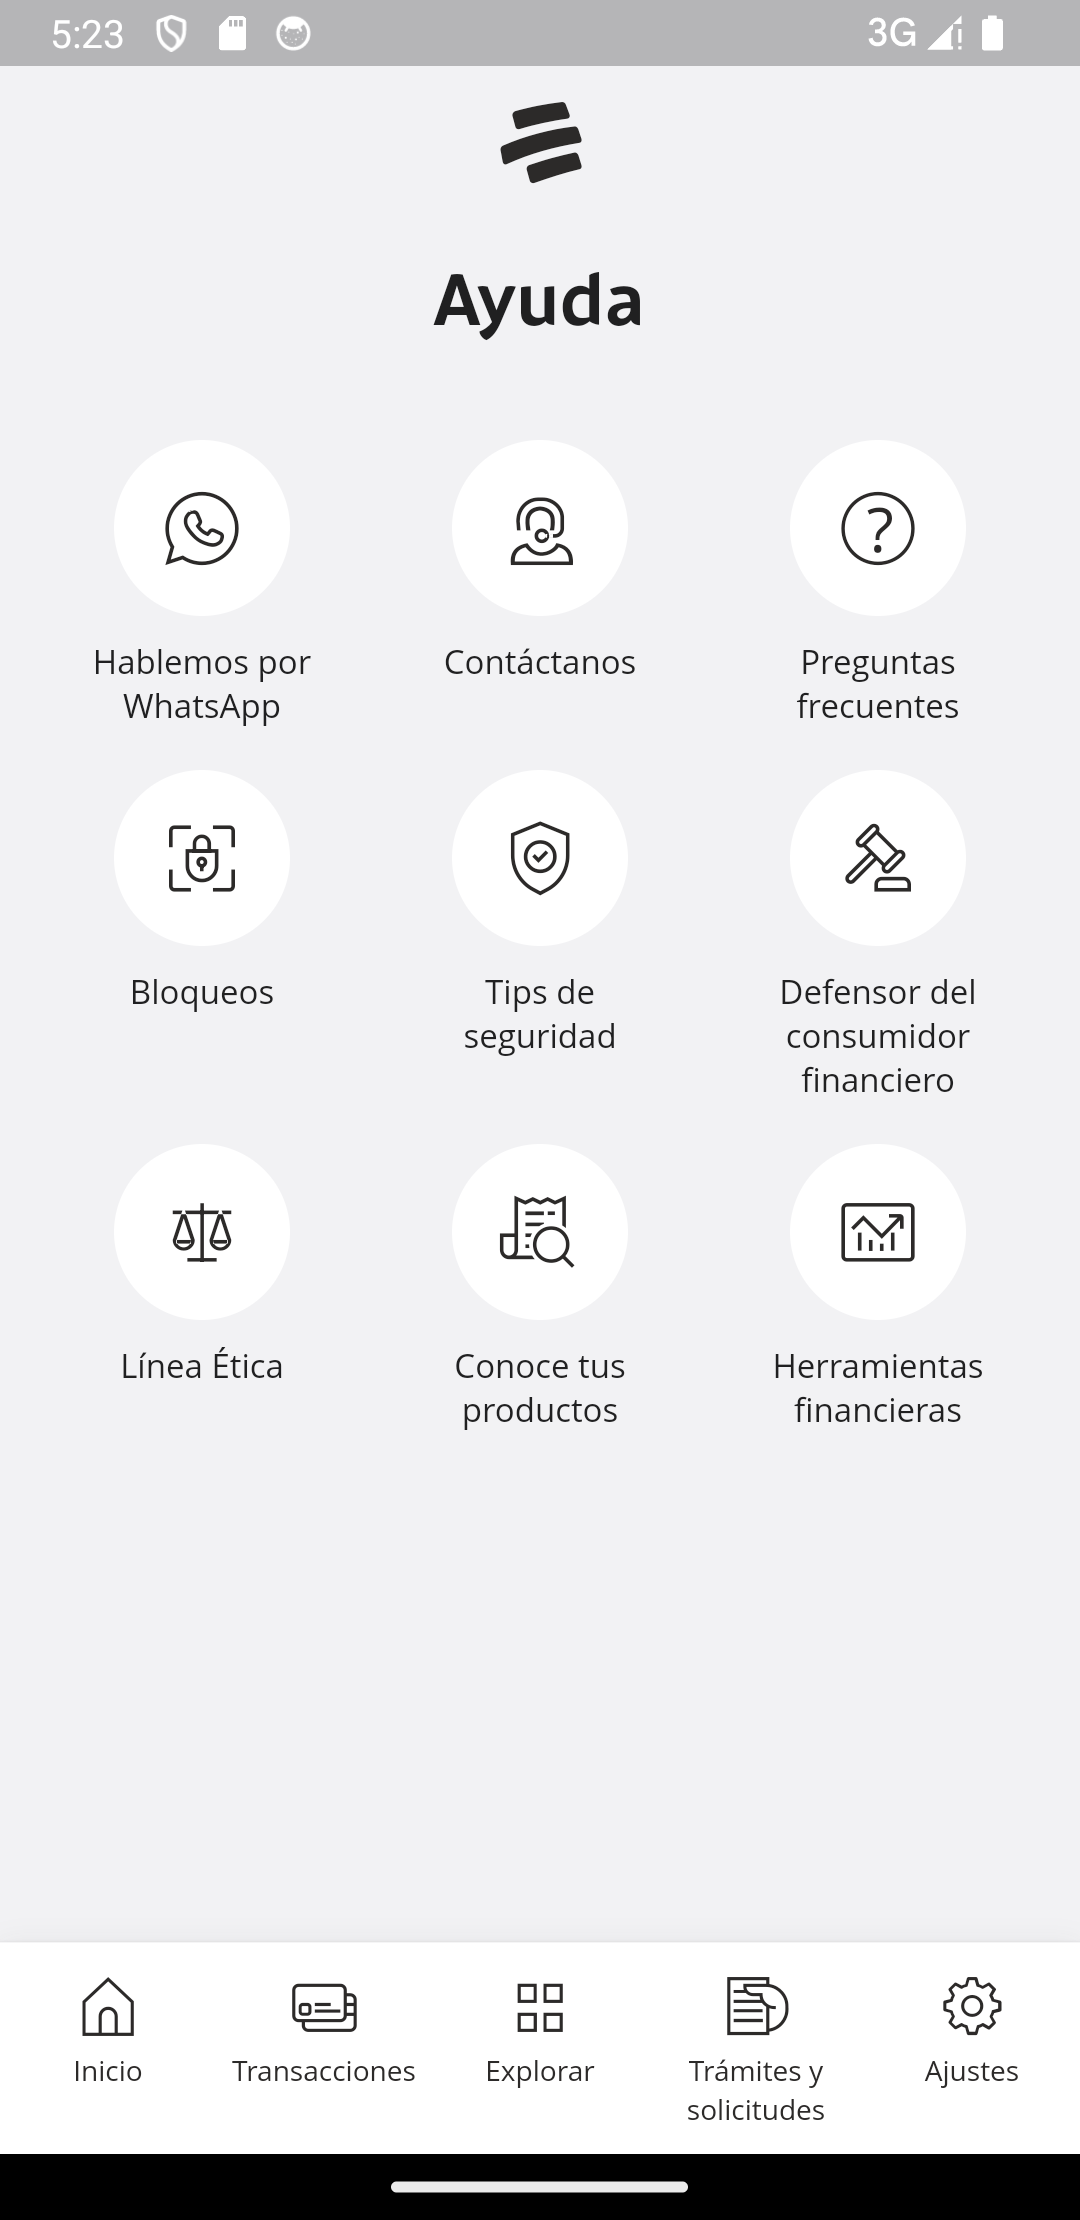 5:23
3G
Ayuda
Hablemos por
WhatsApp
Contáctanos
Preguntas
frecuentes
Bloqueos
Tips de
seguridad
Defensor del
consumidor
financiero
Línea Ética
Conoce tus
productos
Herramientas
financieras
Inicio
Transacciones
Explorar
Trámites y
solicitudes
Ajustes